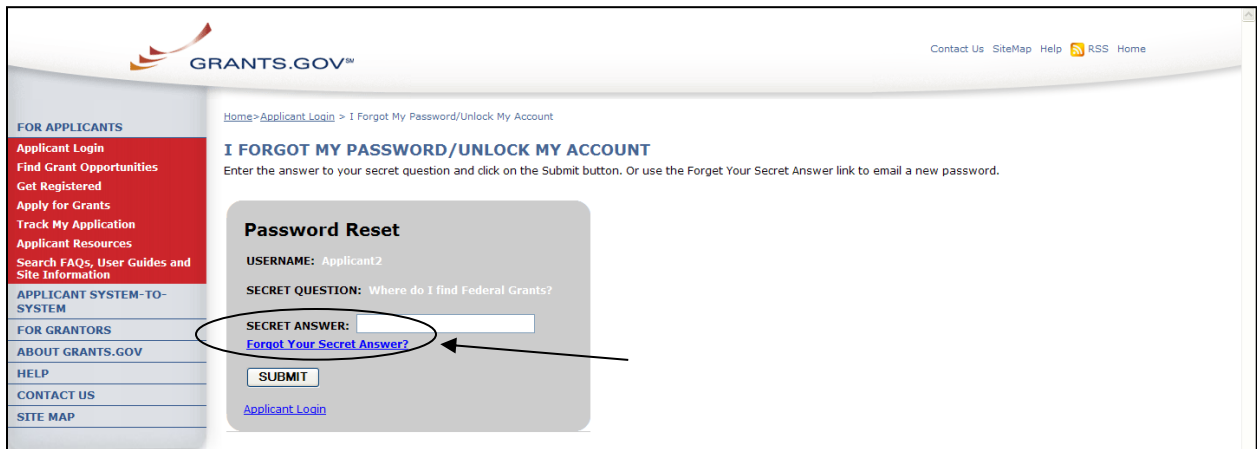 GRANTS.GOV℠
Contact Us SiteMap Help RSS Home
FOR APPLICANTS
Applicant Login
Find Grant Opportunities
Get Registered
Apply for Grants
Track My Application
Applicant Resources
Search FAQs, User Guides and
Site Information
APPLICANT SYSTEM-TO-
SYSTEM
FOR GRANTORS
ABOUT GRANTS.GOV
HELP
CONTACT US
SITE MAP
Home>Applicant Login > I Forgot My Password/Unlock My Account
I FORGOT MY PASSWORD/UNLOCK MY ACCOUNT
Enter the answer to your secret question and click on the Submit button. Or use the Forget Your Secret Answer link to email a new password.
Password Reset
USERNAME: Applicant2
SECRET QUESTION: Where do I find Federal Grants?
SECRET ANSWER:
Forgot Your Secret Answer?
SUBMIT
Applicant Login